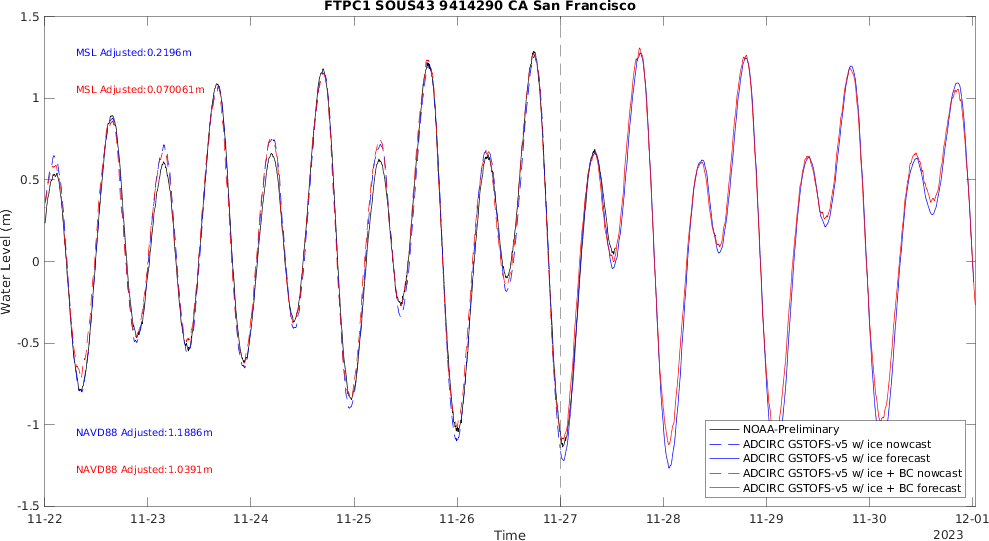 FTPC1 SOUS43 9414290 CA San Francisco
1.5
MSL Adjusted:0.2196m
MSL Adjusted:0.070061m
1
0.5
0
-0.5
-1
-1.5
Water Level (m)
NAVD88 Adjusted:1.1886m
NAVD88 Adjusted:1.0391m
NOAA-Preliminary
ADCIRC GSTOFS-v5 w/ ice nowcast
ADCIRC GSTOFS-v5 w/ ice forecast
ADCIRC GSTOFS-v5 w/ ice + BC nowcast
ADCIRC GSTOFS-v5 w/ ice + BC forecast
11-22 11-23 11-24 11-25 11-26 11-27 11-28 11-29 11-30 12-01
Time
2023